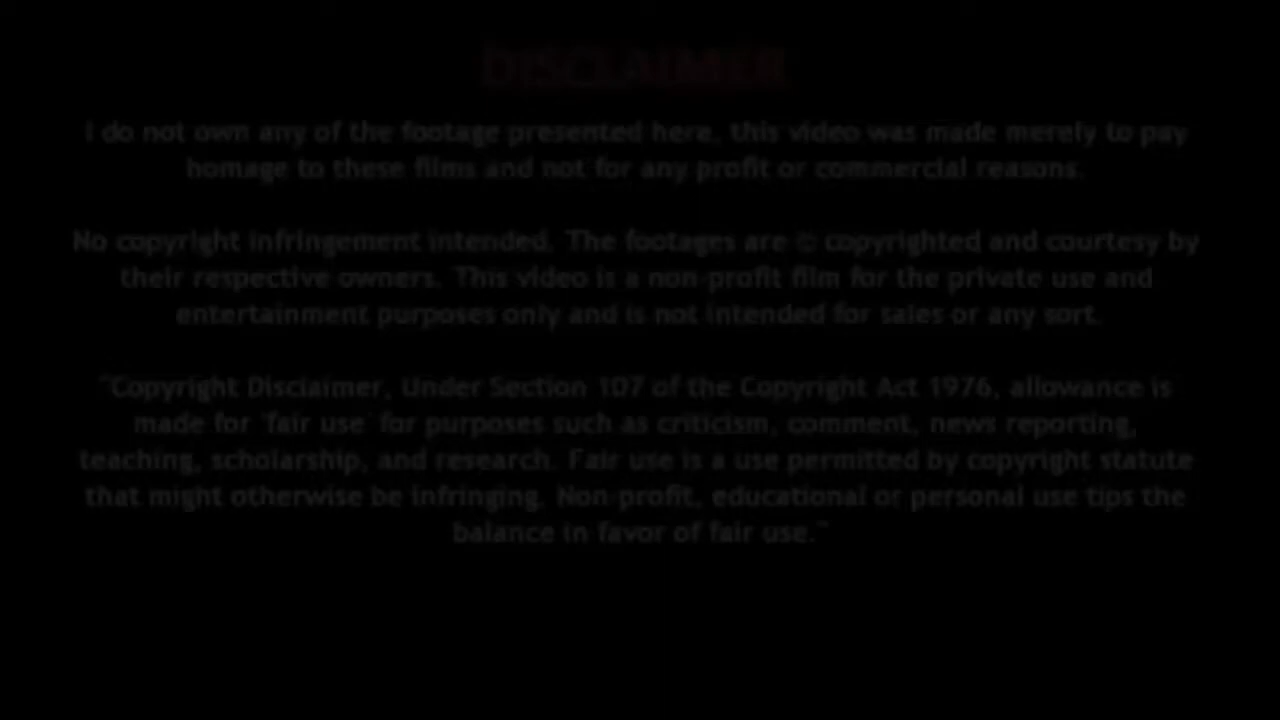 DISCLAIMER
I do not own any of the footage presented here, this video was made merely to pay
homage to these films and not for any profit or commercial reasons.
No copyright infringement intended. The footages are © copyrighted and courtesy by
their respective owners. This video is a non-profit film for the private use and
entertainment purposes only and is not intended for sales or any sort.
"Copyright Disclaimer, Under Section 107 of the Copyright Act 1976, allowance is
made for 'fair use' for purposes such as criticism, comment, news reporting,
teaching, scholarship, and research. Fair use is a use permitted by copyright statute
that might otherwise be infringing. Non-profit, educational or personal use tips the
balance in favor of fair use."